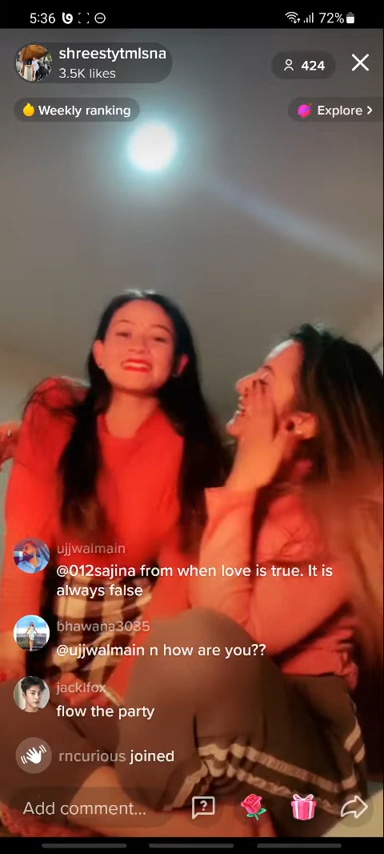 5:36
72%
shreestytmlsna
3.5K likes
424
Weekly ranking
Explore >
ujjwalmain
@012sajina from when love is true. It is
always false
bhawana3035
@ujjwalmain n how are you??
jacklfox
flow the party
rncurious joined
Add comment...